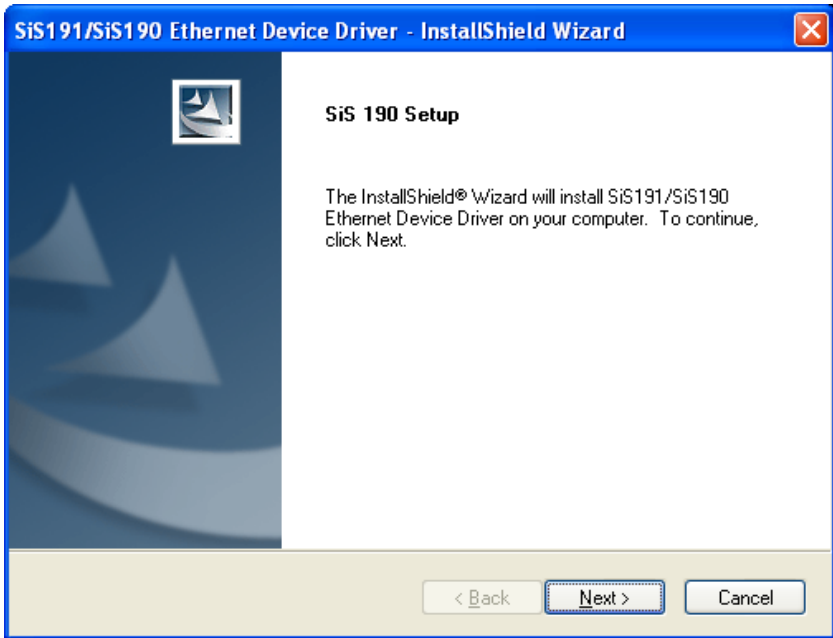 SiS191/SiS190 Ethernet Device Driver - InstallShield Wizard
SiS 190 Setup
The InstallShield® Wizard will install SiS191/SiS190
Ethernet Device Driver on your computer.  To continue,
click Next.
< Back
Next >
Cancel